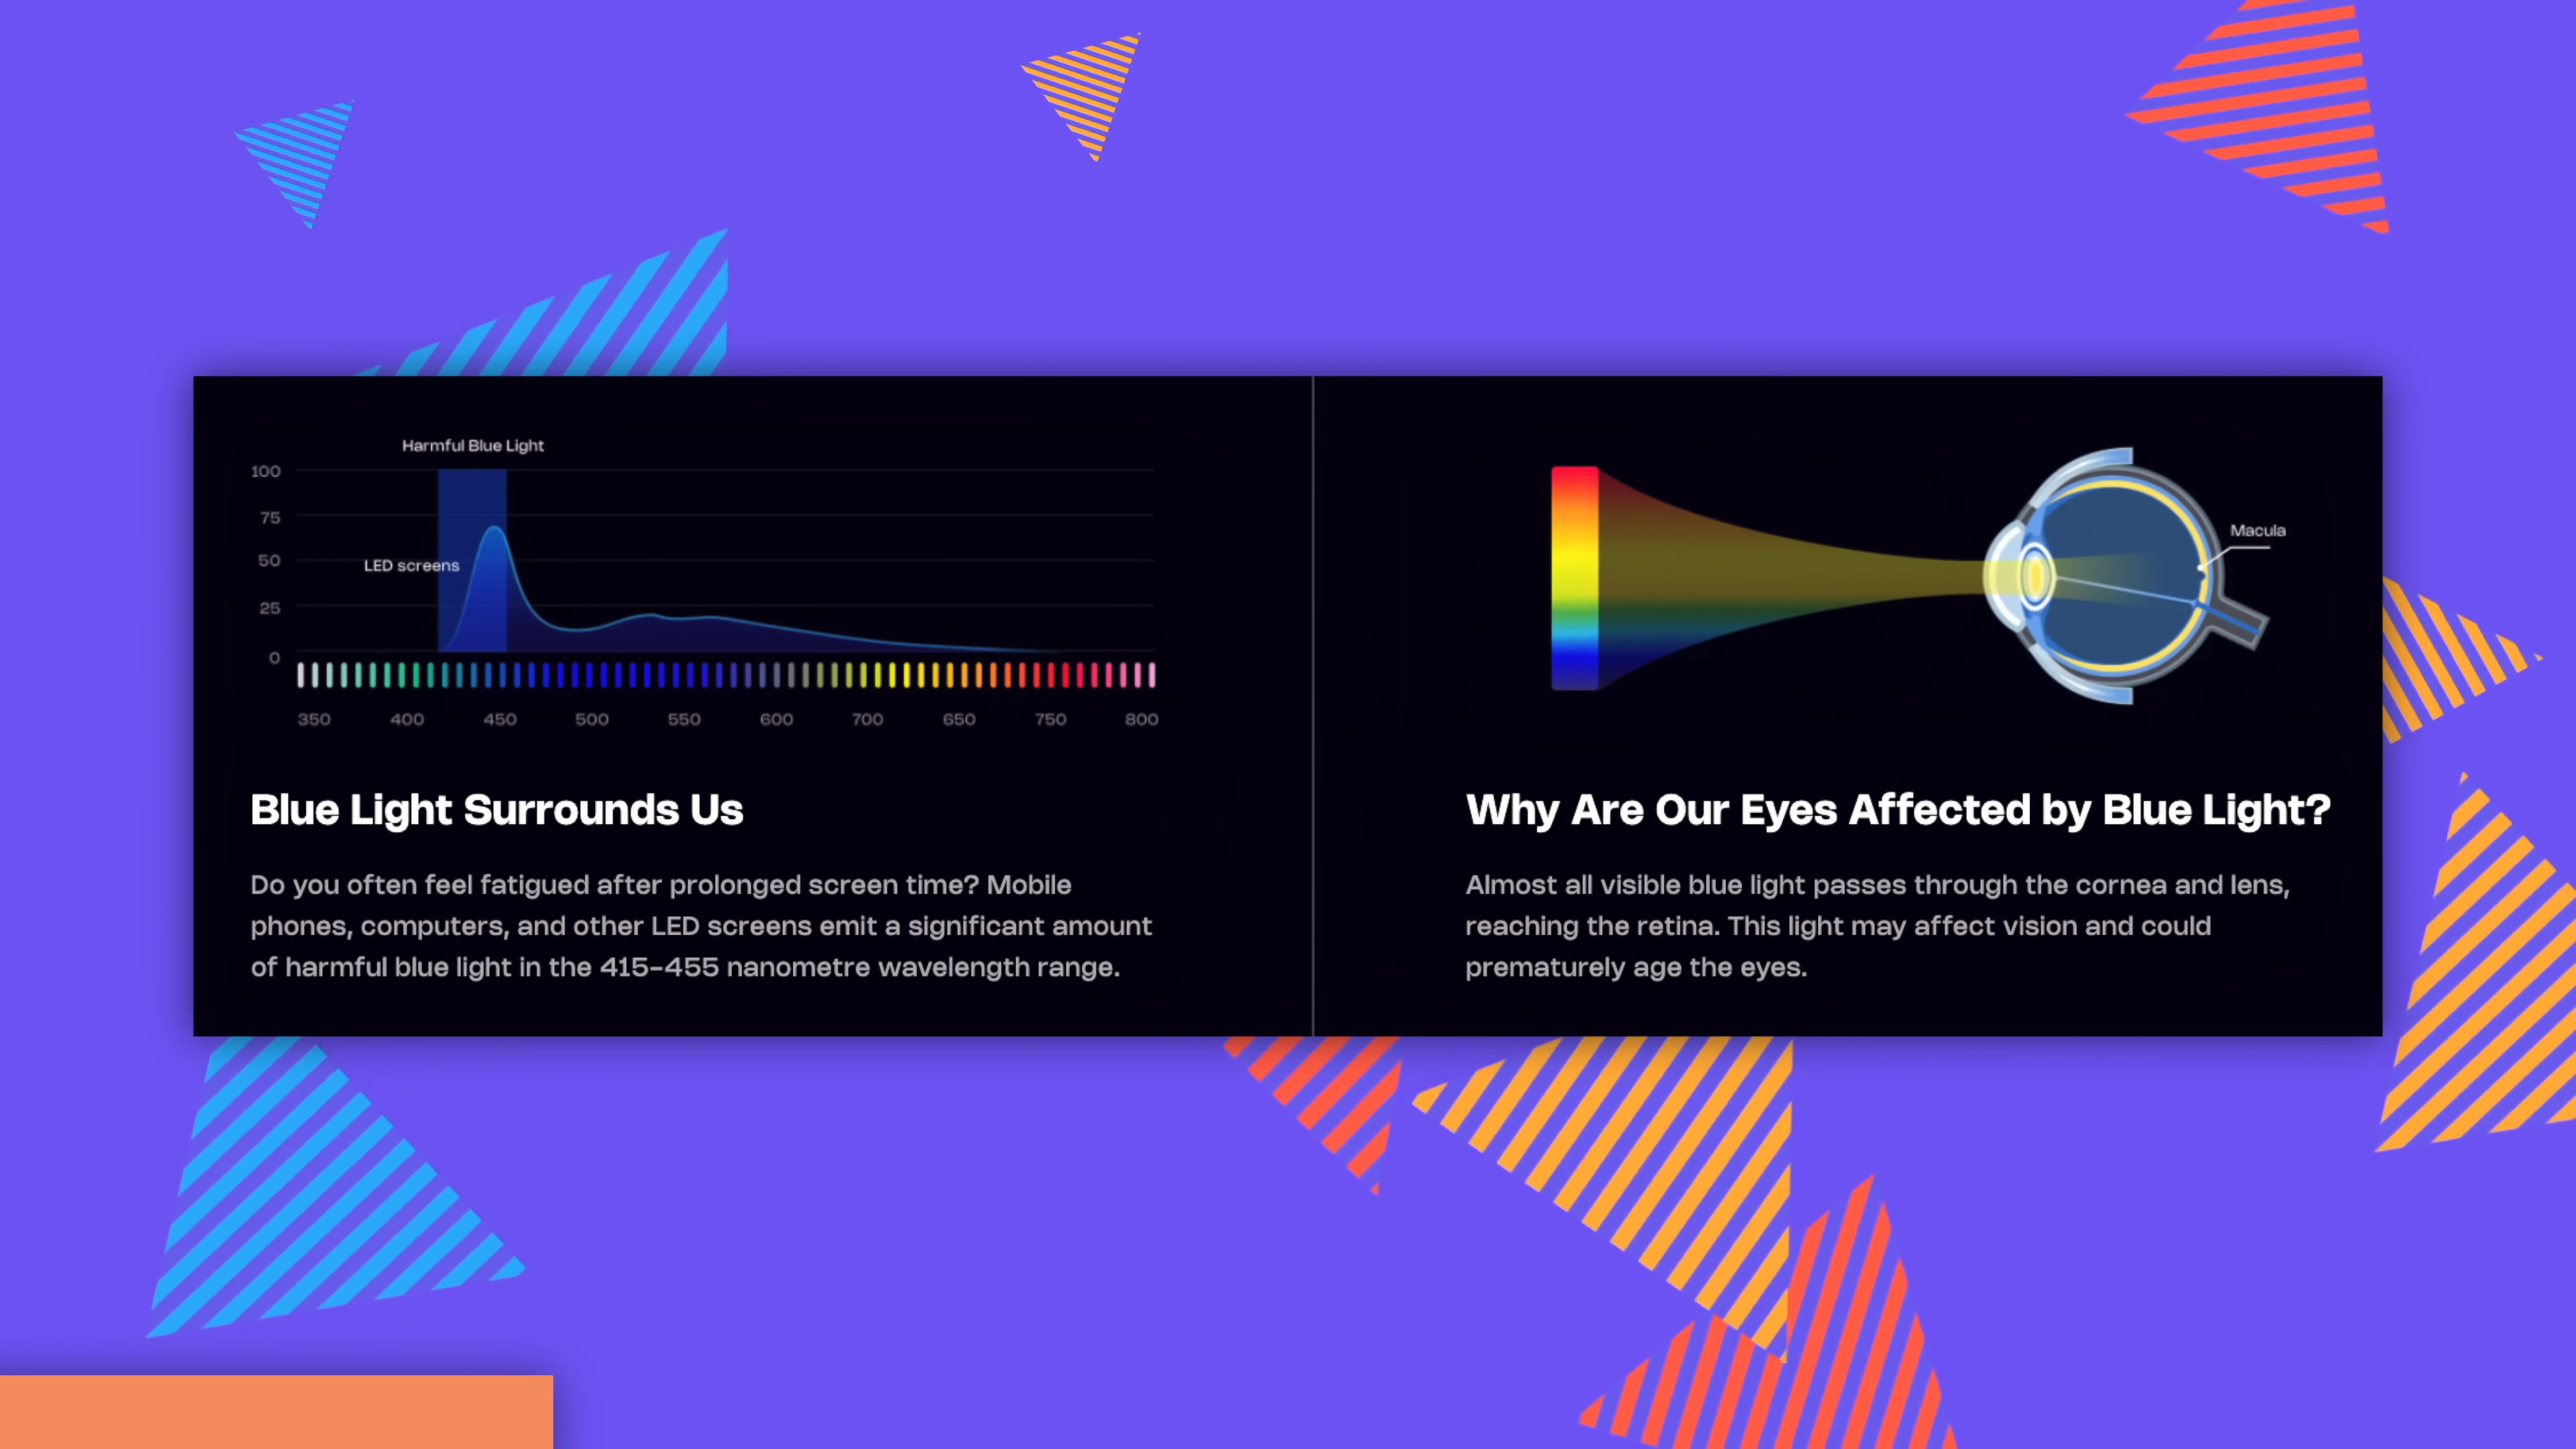 Harmful Blue Light
100
75
50
LED screens
25
0
350 400 450 500 550 600 700 650 750 800
Blue Light Surrounds Us
Do you often feel fatigued after prolonged screen time? Mobile
phones, computers, and other LED screens emit a significant amount
of harmful blue light in the 415–455 nanometre wavelength range.
Macula
Why Are Our Eyes Affected by Blue Light?
Almost all visible blue light passes through the cornea and lens,
reaching the retina. This light may affect vision and could
prematurely age the eyes.